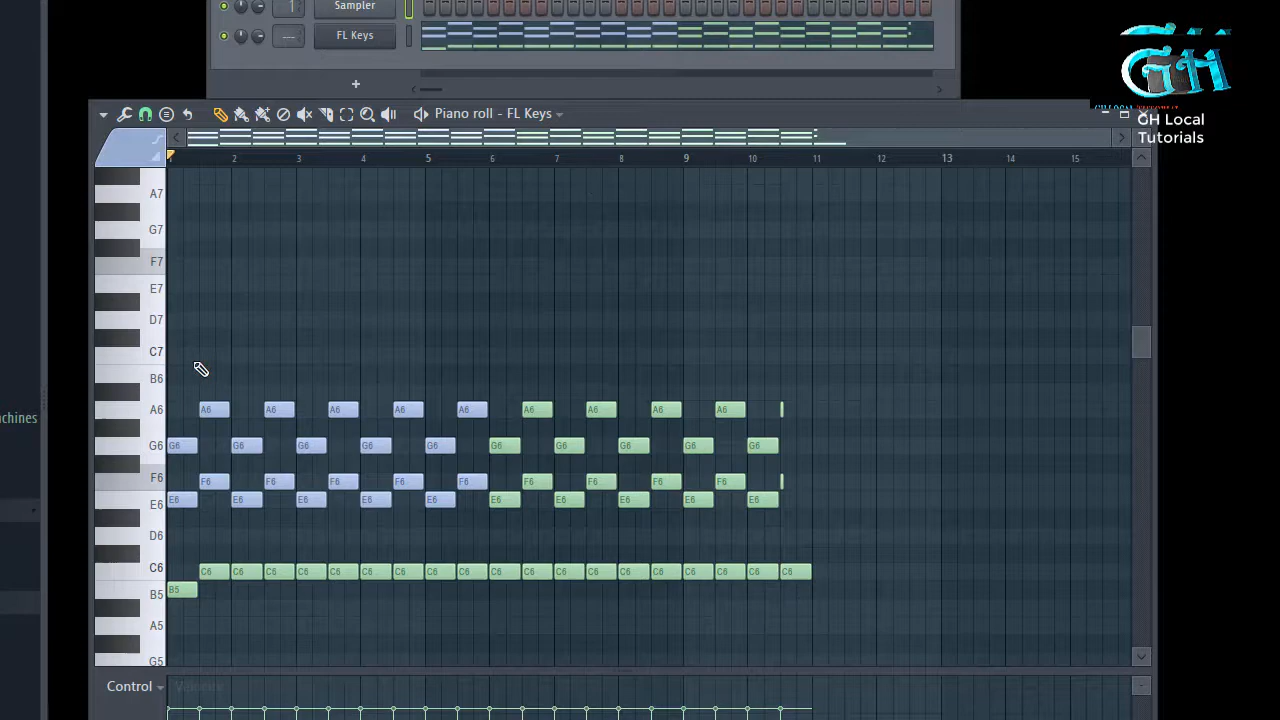 1 Sampler
--- FL Keys
+
GH
Piano roll - FL Keys
GH Local
Tutorials
2 3 4 5 6 7 8 9 10 11 12 13 14 15
A7
G7
F7
achines
E7
D7
C7
B6
A6 A6 A6 A6 A6 A6 A6 A6 A6 A6
G6 G6 G6 G6 G6 G6 G6 G6 G6 G6 G6
F6 F6 F6 F6 F6 F6 F6 F6 F6 F6
E6 E6 E6 E6 E6 E6 E6 E6 E6 E6 E6
D6
C6 C6 C6 C6 C6 C6 C6 C6 C6 C6 C6 C6 C6 C6 C6 C6 C6 C6 C6 C6
B5 B5
A5
G5
Control Velocity